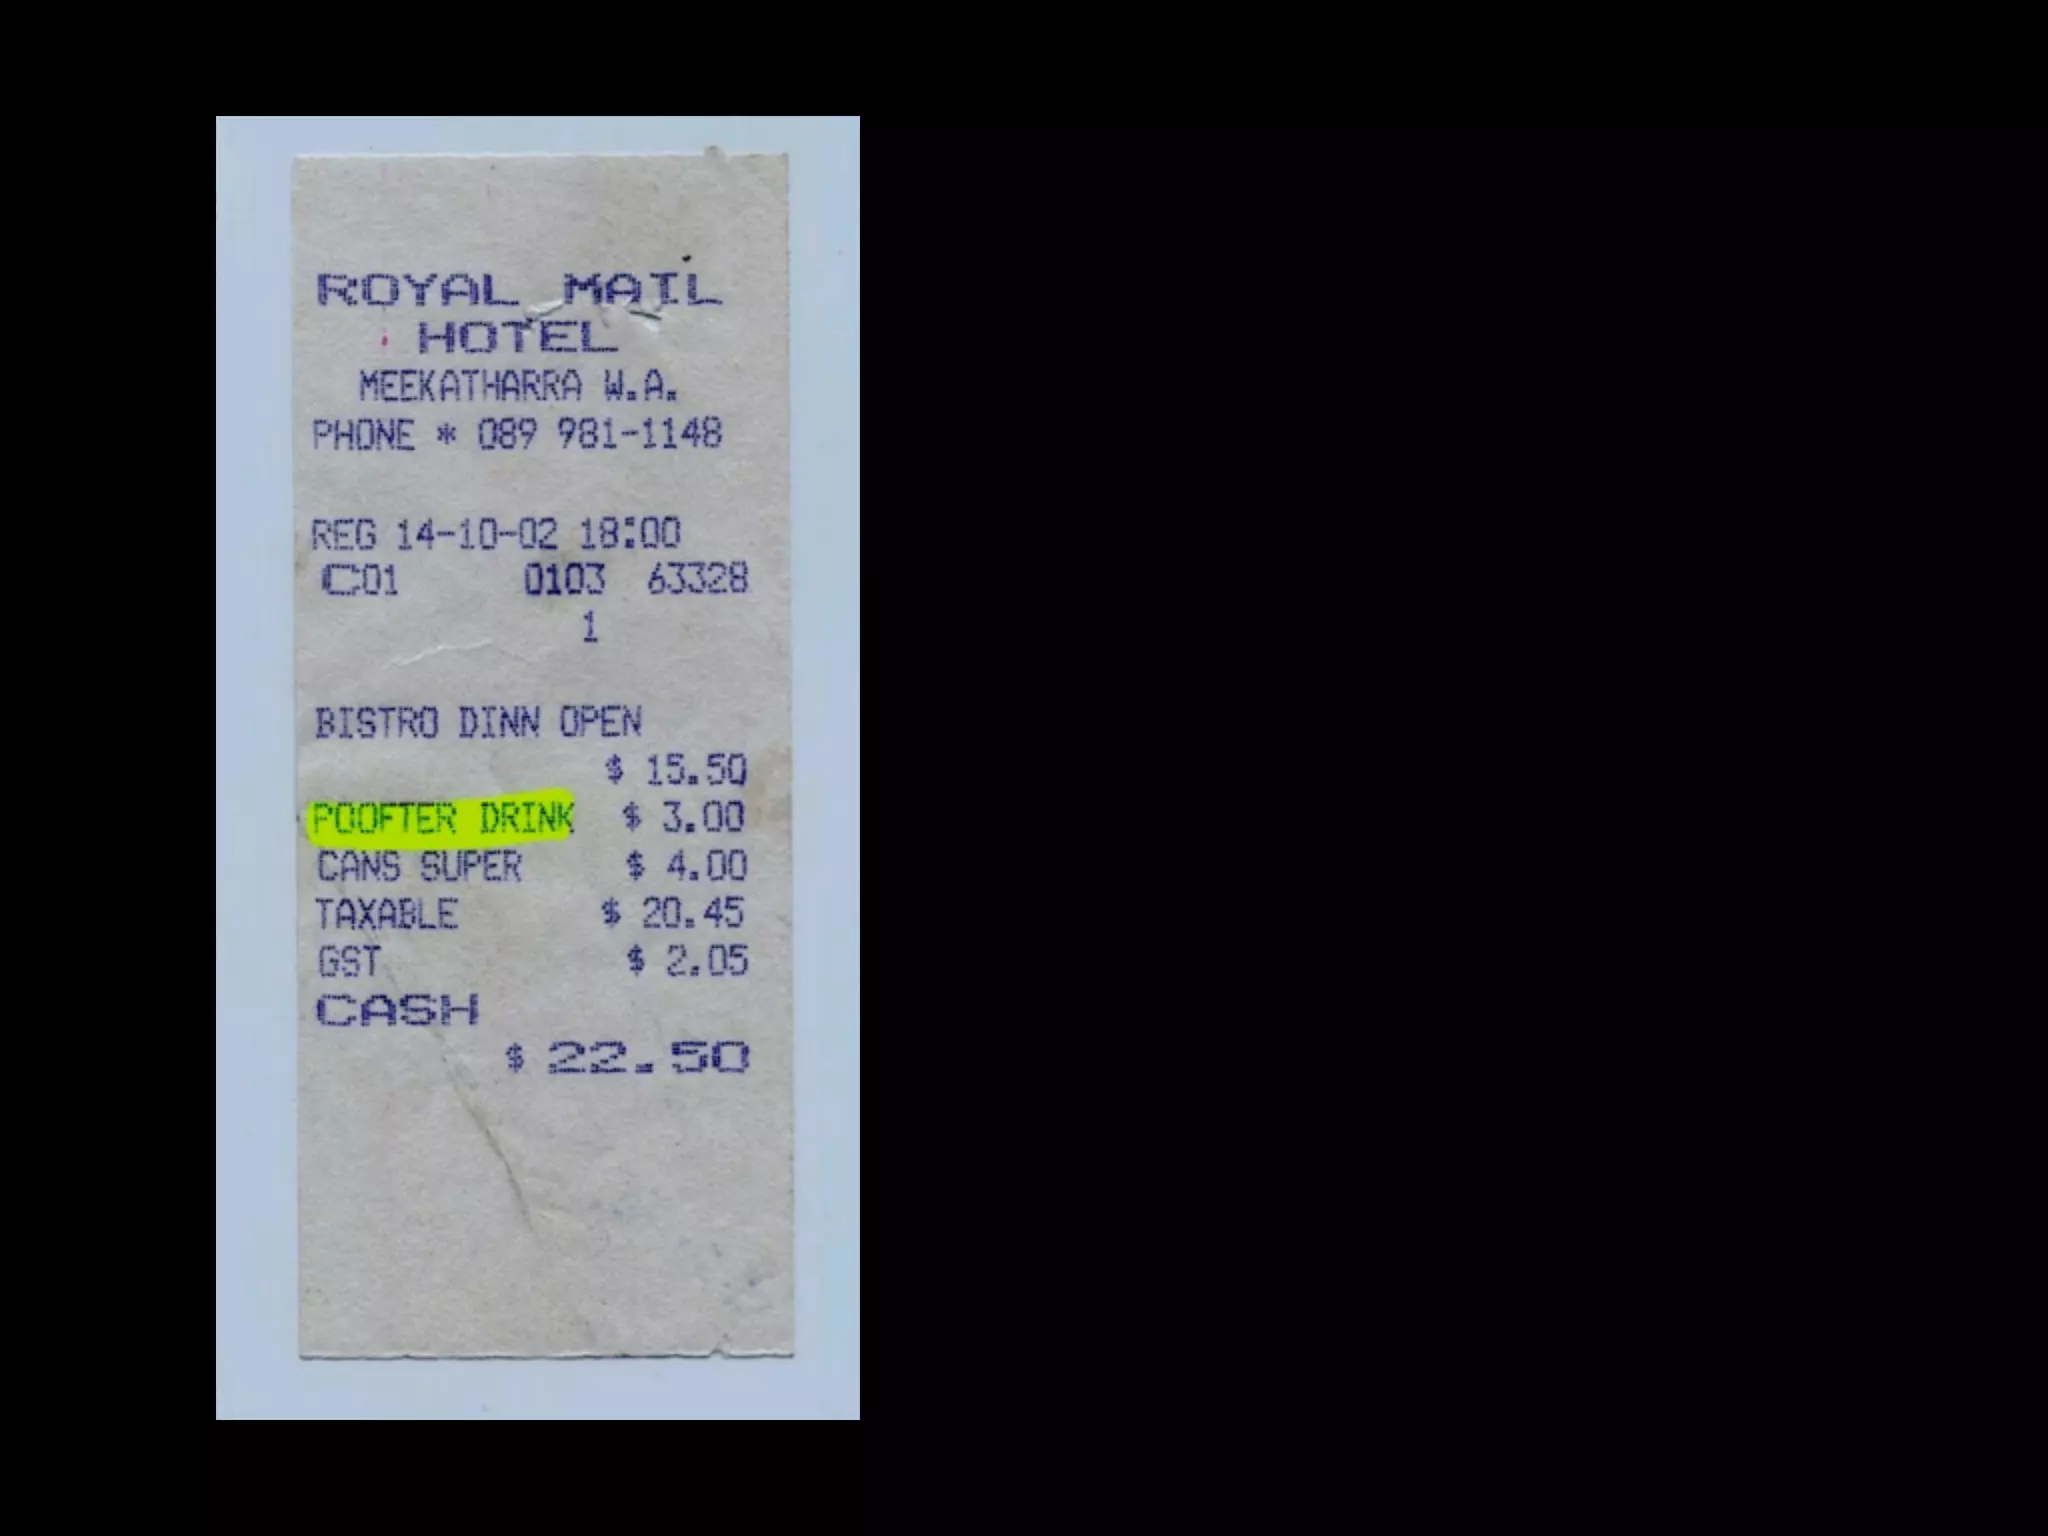 ROYAL MAIL
HOTEL
MEEKATHARRA W.A.
PHONE * 089 981-1148
REG 14-10-02 18:00
C01 0103 63328
1
BISTRO DINN OPEN
$ 15.50
POOFTER DRINK $ 3.00
CANS SUPER $ 4.00
TAXABLE $ 20.45
GST $ 2.05
CASH
$ 22.50